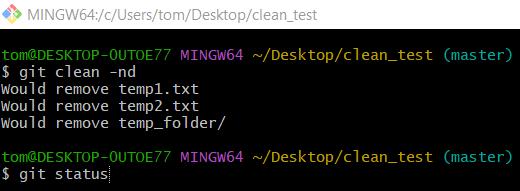 MINGW64:/c/Users/tom/Desktop/clean_test
tom@DESKTOP-OUTOE77 MINGW64 ~/Desktop/clean_test (master)
$ git clean -nd
Would remove temp1.txt
Would remove temp2.txt
Would remove temp_folder/
tom@DESKTOP-OUTOE77 MINGW64 ~/Desktop/clean_test (master)
$ git status